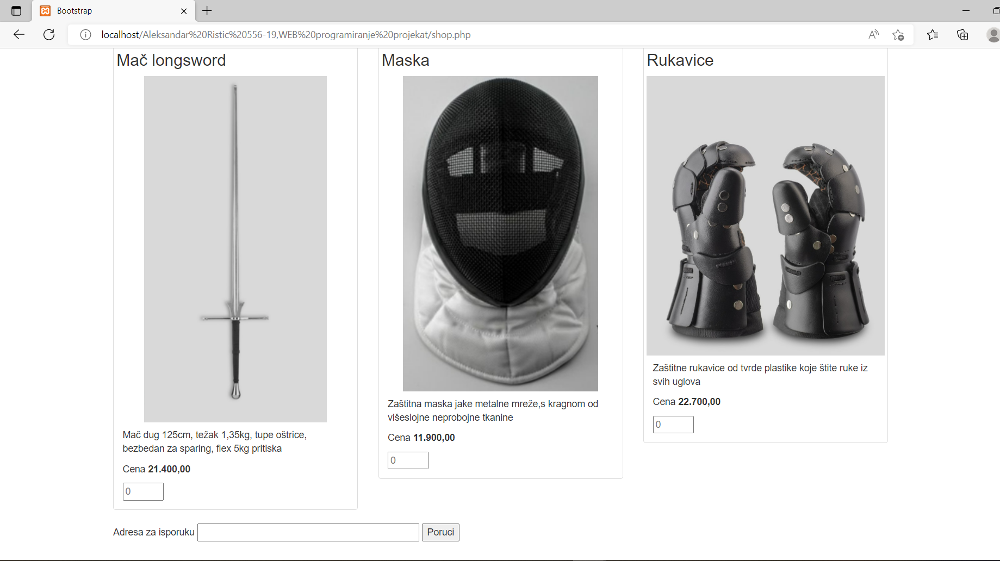 Bootstrap
localhost/Aleksandar%20Ristic%20556-19,WEB%20programiranje%20projekat/shop.php
Mač longsword
Mač dug 125cm, težak 1,35kg, tupe oštrice,
bezbedan za sparing, flex 5kg pritiska
Cena 21.400,00
0
Maska
Zaštitna maska jake metalne mreže,s kragnom od
višeslojne neprobojne tkanine
Cena 11.900,00
0
Rukavice
Zaštitne rukavice od tvrde plastike koje štite ruke iz
svih uglova
Cena 22.700,00
0
Adresa za isporuku
Poruci